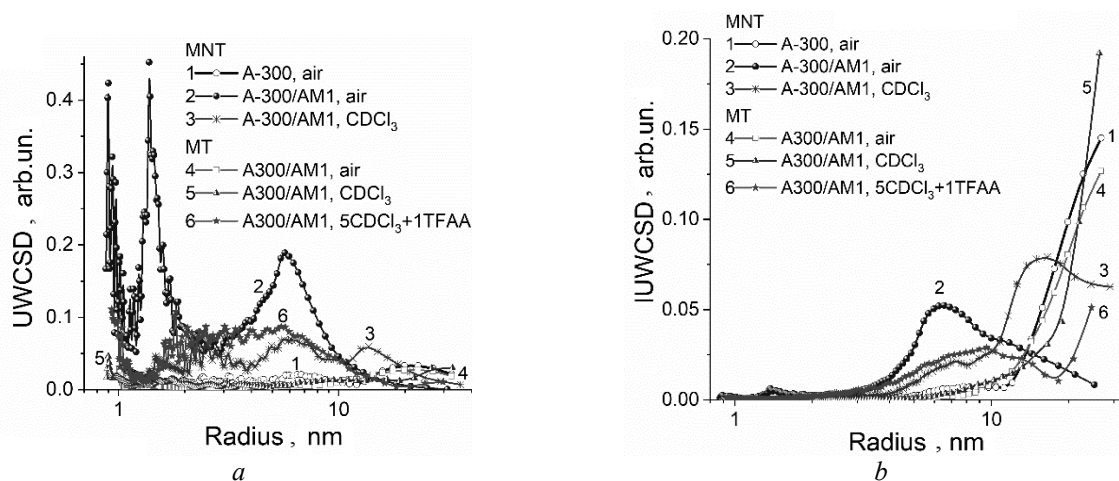 MNT
1 A-300, air
2 A-300/AM1, air
3 A-300/AM1, CDCl₃
MT
4 A300/AM1, air
5 A300/AM1, CDCl₃
6 A300/AM1, 5CDCl₃+1TFAA
UWCSD, arb.un.
0.4
0.3
0.2
0.1
0.0
2
6
3
1
5
4
1
10
Radius, nm
a
MNT
1 A-300, air
2 A-300/AM1, air
3 A-300/AM1, CDCl₃
MT
4 A300/AM1, air
5 A300/AM1, CDCl₃
6 A300/AM1, 5CDCl₃+1TFAA
IUWCSD, arb.un.
0.20
0.15
0.10
0.05
0.00
5
1
4
2
3
6
1
10
Radius, nm
b